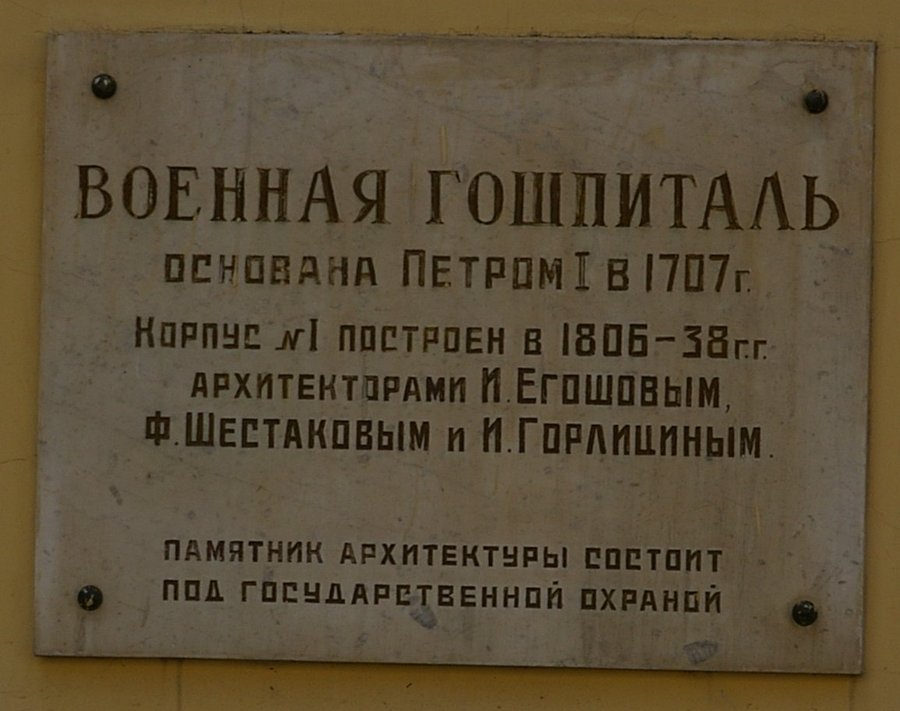 ВОЕННАЯ ГОШПИТАЛЬ
ОСНОВАНА ПЕТРОМ I В 1707г.
КОРПУС №1 ПОСТРОЕН В 1806-38г.г.
АРХИТЕКТОРАМИ И.ЕГОШОВЫМ,
Ф.ШЕСТАКОВЫМ И И.ГОРЛИЦИНЫМ.
ПАМЯТНИК АРХИТЕКТУРЫ СОСТОИТ
ПОД ГОСУДАРСТВЕННОЙ ОХРАНОЙ